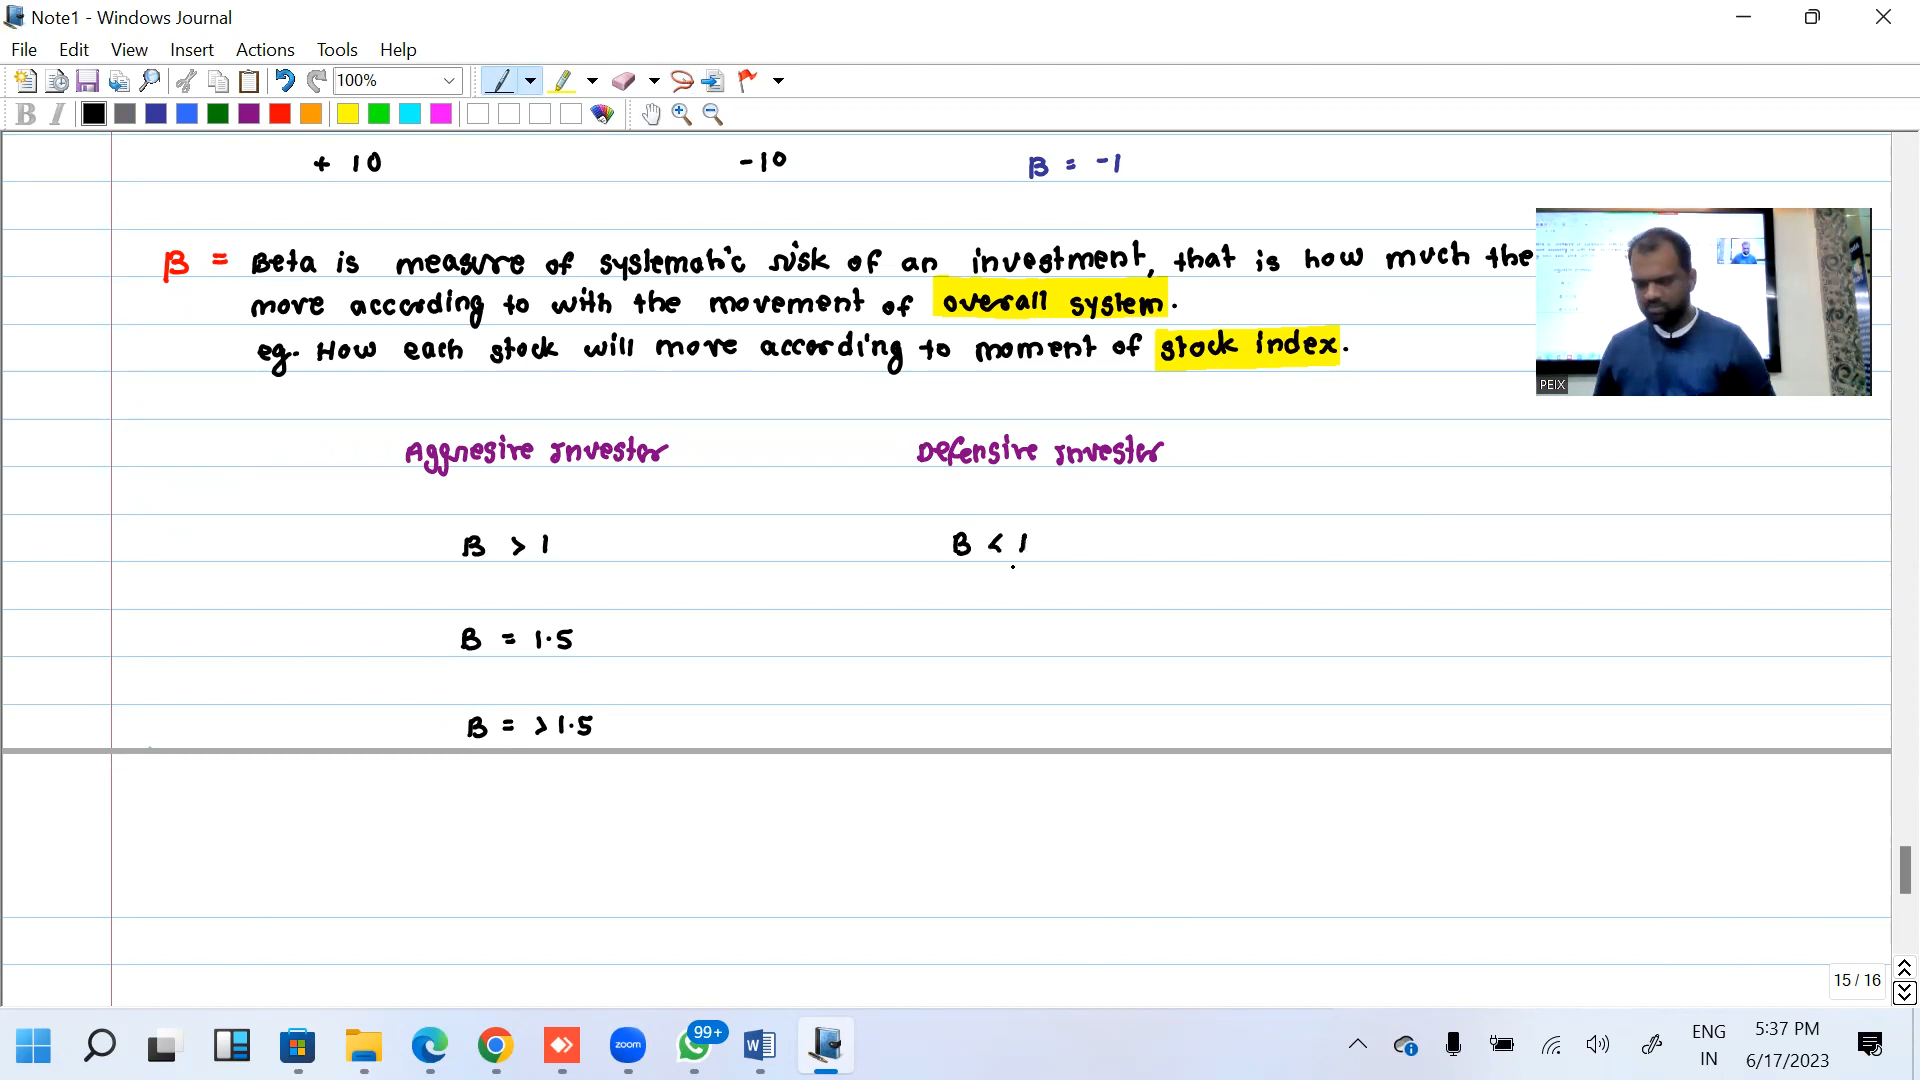 Note1 - Windows Journal
File Edit View Insert Actions Tools Help
100%
B I
+ 10 -10 β = -1
β = Beta is measure of systematic risk of an investment, that is how much the
PEIX
move according to with the movement of overall system.
eg. How each stock will move according to moment of stock index.
Aggresive Investor Defensive Investor
B > 1 B < 1
B = 1.5
B = > 1.5
15 / 16
99+
zoom
ENG
IN
5:37 PM
6/17/2023